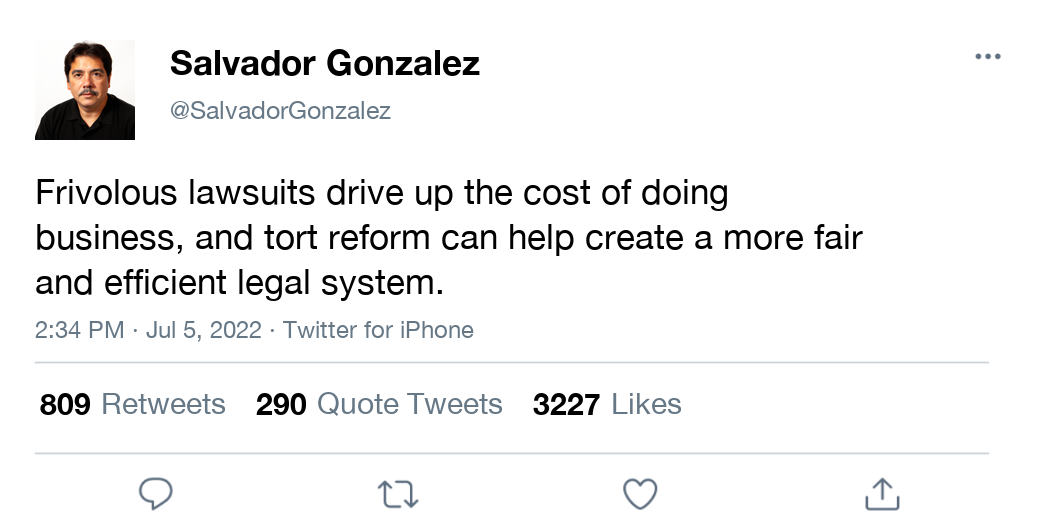 Salvador Gonzalez
@SalvadorGonzalez
Frivolous lawsuits drive up the cost of doing
business, and tort reform can help create a more fair
and efficient legal system.
2:34 PM · Jul 5, 2022 · Twitter for iPhone
809 Retweets 290 Quote Tweets 3227 Likes